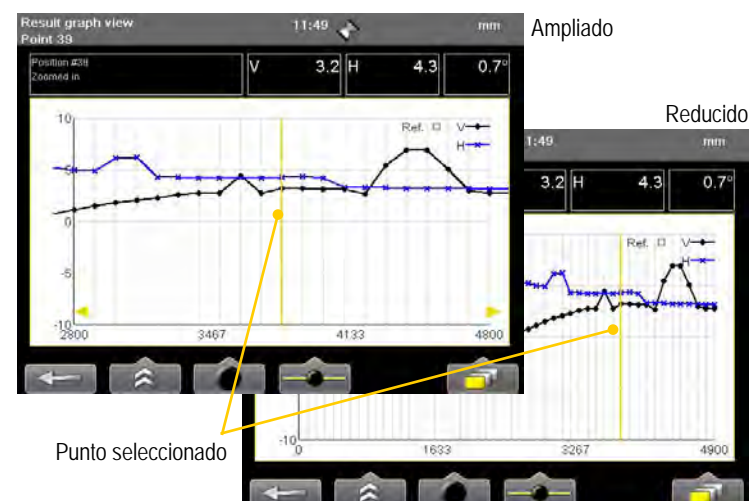 Result graph view 11:49 mm
Point 39
Ampliado
Position #39
Zoomed in
V 3.2 H 4.3 0.7°
Reducido
10
Ref. V
H
5
0
-5
-10
2800 3467 4133 4800
1:49 mm
3.2 H 4.3 0.7°
Ref. V
H
-10
0 1633 3267 4900
Punto seleccionado